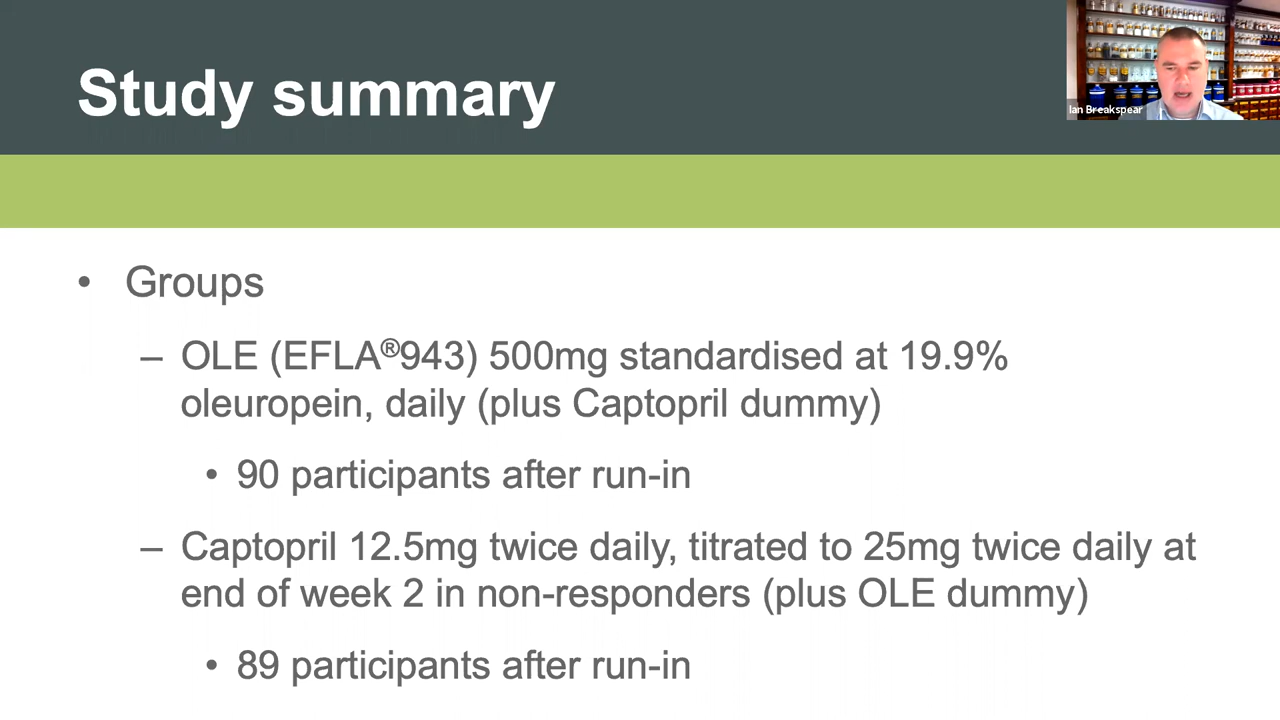 Study summary
Ian Breakspear
• Groups
– OLE (EFLA®943) 500mg standardised at 19.9%
oleuropein, daily (plus Captopril dummy)
• 90 participants after run-in
– Captopril 12.5mg twice daily, titrated to 25mg twice daily at
end of week 2 in non-responders (plus OLE dummy)
• 89 participants after run-in